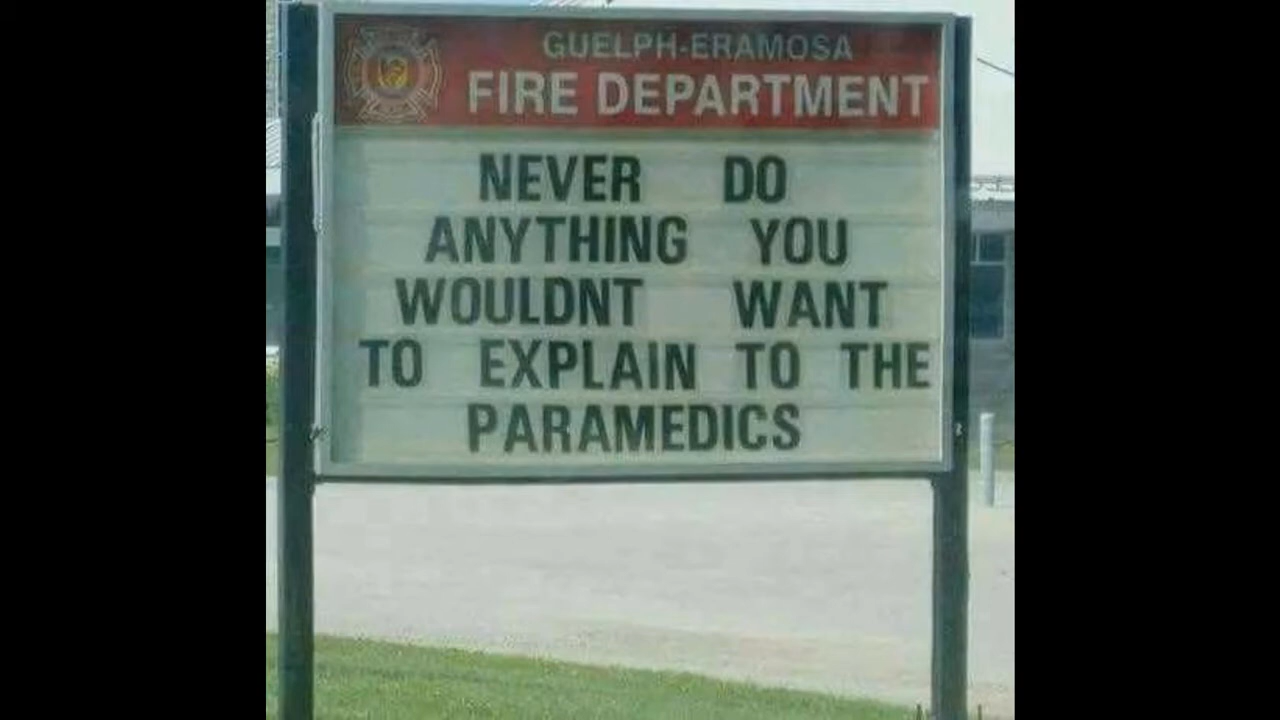 GUELPH-ERAMOSA
FIRE DEPARTMENT
NEVER DO
ANYTHING YOU
WOULDNT WANT
TO EXPLAIN TO THE
PARAMEDICS